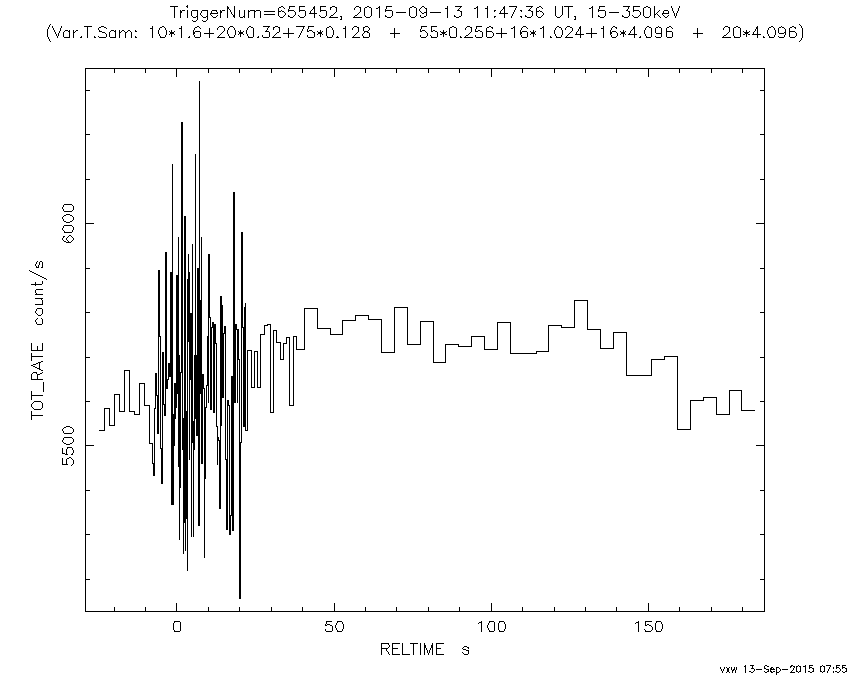 TriggerNum=655452, 2015-09-13 11:47:36 UT, 15-350keV
(Var.T.Sam: 10*1.6+20*0.32+75*0.128 + 55*0.256+16*1.024+16*4.096 + 20*4.096)
6000
TOT_RATE count/s
5500
0 50 100 150
RELTIME s
vxw 13-Sep-2015 07:55